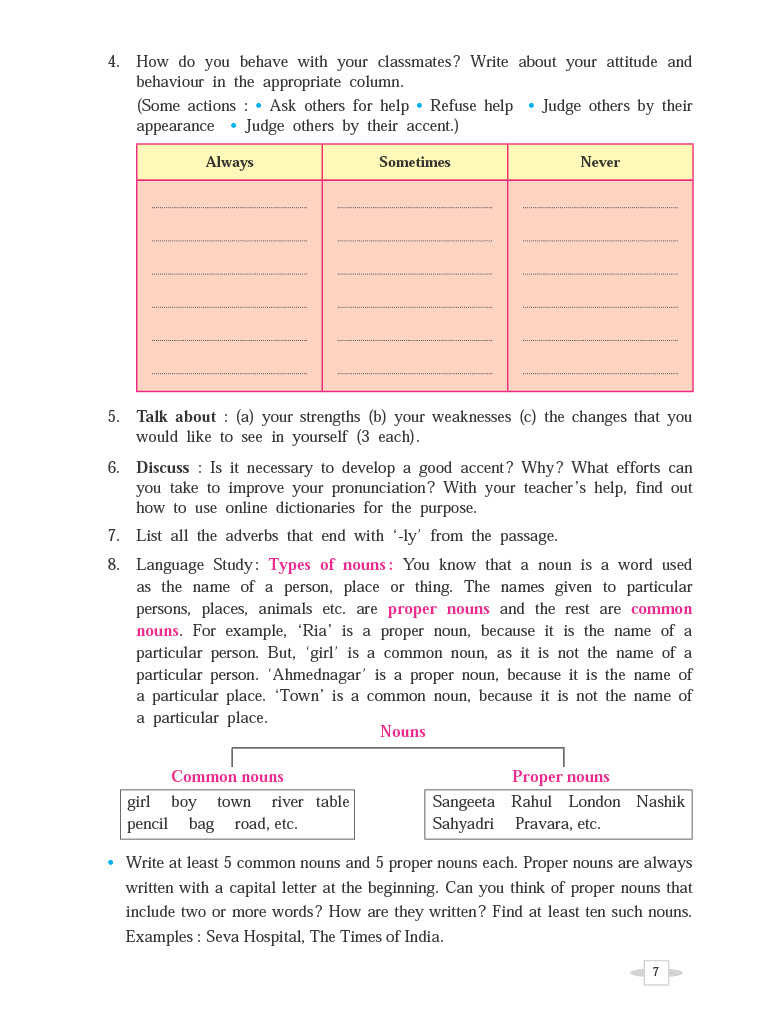 4. How do you behave with your classmates? Write about your attitude and
behaviour in the appropriate column.
(Some actions : • Ask others for help • Refuse help • Judge others by their
appearance • Judge others by their accent.)
Always Sometimes Never
5. Talk about : (a) your strengths (b) your weaknesses (c) the changes that you
would like to see in yourself (3 each).
6. Discuss : Is it necessary to develop a good accent? Why? What efforts can
you take to improve your pronunciation? With your teacher’s help, find out
how to use online dictionaries for the purpose.
7. List all the adverbs that end with ‘-ly’ from the passage.
8. Language Study: Types of nouns: You know that a noun is a word used
as the name of a person, place or thing. The names given to particular
persons, places, animals etc. are proper nouns and the rest are common
nouns. For example, ‘Ria’ is a proper noun, because it is the name of a
particular person. But, ‘girl’ is a common noun, as it is not the name of a
particular person. ‘Ahmednagar’ is a proper noun, because it is the name of
a particular place. ‘Town’ is a common noun, because it is not the name of
a particular place.
Nouns
Common nouns Proper nouns
girl boy town river table
pencil bag road, etc.
Sangeeta Rahul London Nashik
Sahyadri Pravara, etc.
• Write at least 5 common nouns and 5 proper nouns each. Proper nouns are always
written with a capital letter at the beginning. Can you think of proper nouns that
include two or more words? How are they written? Find at least ten such nouns.
Examples : Seva Hospital, The Times of India.
7